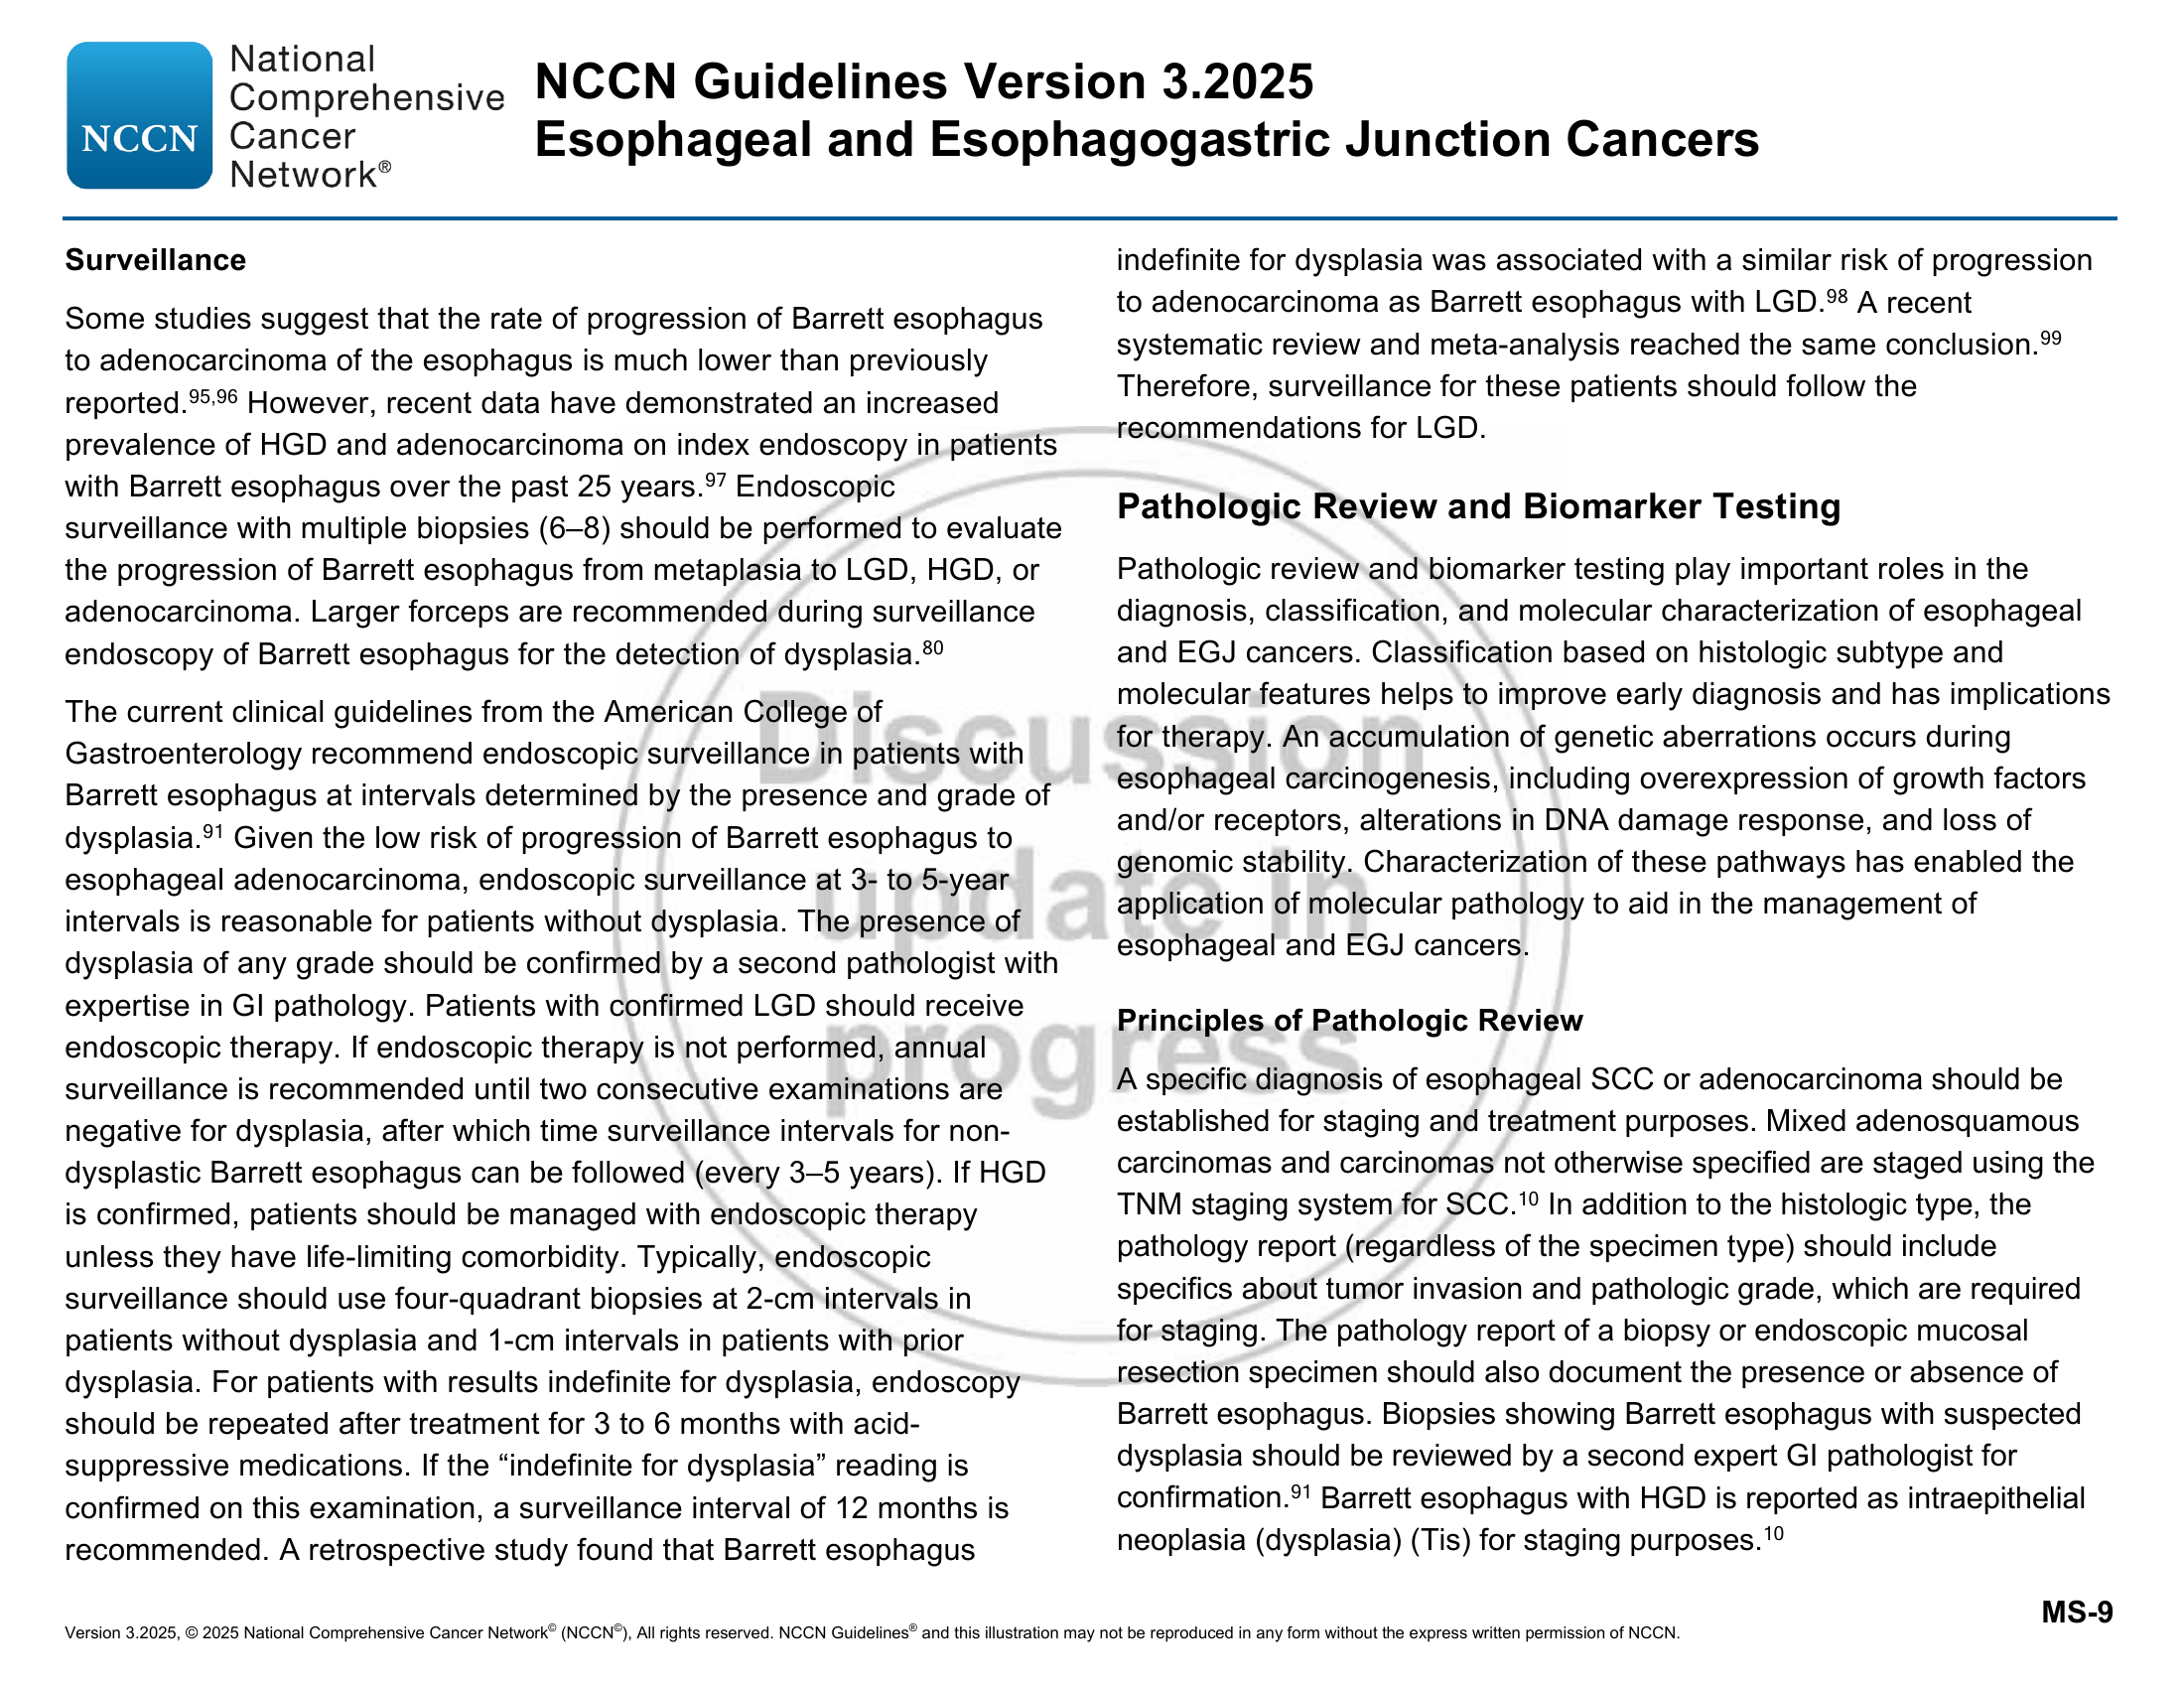 National
Comprehensive
NCCN Cancer
Network®
NCCN Guidelines Version 3.2025
Esophageal and Esophagogastric Junction Cancers
Surveillance
Some studies suggest that the rate of progression of Barrett esophagus
to adenocarcinoma of the esophagus is much lower than previously
reported.95,96 However, recent data have demonstrated an increased
prevalence of HGD and adenocarcinoma on index endoscopy in patients
with Barrett esophagus over the past 25 years.97 Endoscopic
surveillance with multiple biopsies (6–8) should be performed to evaluate
the progression of Barrett esophagus from metaplasia to LGD, HGD, or
adenocarcinoma. Larger forceps are recommended during surveillance
endoscopy of Barrett esophagus for the detection of dysplasia.80
The current clinical guidelines from the American College of
Gastroenterology recommend endoscopic surveillance in patients with
Barrett esophagus at intervals determined by the presence and grade of
dysplasia.91 Given the low risk of progression of Barrett esophagus to
esophageal adenocarcinoma, endoscopic surveillance at 3- to 5-year
intervals is reasonable for patients without dysplasia. The presence of
dysplasia of any grade should be confirmed by a second pathologist with
expertise in GI pathology. Patients with confirmed LGD should receive
endoscopic therapy. If endoscopic therapy is not performed, annual
surveillance is recommended until two consecutive examinations are
negative for dysplasia, after which time surveillance intervals for non-
dysplastic Barrett esophagus can be followed (every 3–5 years). If HGD
is confirmed, patients should be managed with endoscopic therapy
unless they have life-limiting comorbidity. Typically, endoscopic
surveillance should use four-quadrant biopsies at 2-cm intervals in
patients without dysplasia and 1-cm intervals in patients with prior
dysplasia. For patients with results indefinite for dysplasia, endoscopy
should be repeated after treatment for 3 to 6 months with acid-
suppressive medications. If the “indefinite for dysplasia” reading is
confirmed on this examination, a surveillance interval of 12 months is
recommended. A retrospective study found that Barrett esophagus
indefinite for dysplasia was associated with a similar risk of progression
to adenocarcinoma as Barrett esophagus with LGD.98 A recent
systematic review and meta-analysis reached the same conclusion.99
Therefore, surveillance for these patients should follow the
recommendations for LGD.
Pathologic Review and Biomarker Testing
Pathologic review and biomarker testing play important roles in the
diagnosis, classification, and molecular characterization of esophageal
and EGJ cancers. Classification based on histologic subtype and
molecular features helps to improve early diagnosis and has implications
for therapy. An accumulation of genetic aberrations occurs during
esophageal carcinogenesis, including overexpression of growth factors
and/or receptors, alterations in DNA damage response, and loss of
genomic stability. Characterization of these pathways has enabled the
application of molecular pathology to aid in the management of
esophageal and EGJ cancers.
Principles of Pathologic Review
A specific diagnosis of esophageal SCC or adenocarcinoma should be
established for staging and treatment purposes. Mixed adenosquamous
carcinomas and carcinomas not otherwise specified are staged using the
TNM staging system for SCC.10 In addition to the histologic type, the
pathology report (regardless of the specimen type) should include
specifics about tumor invasion and pathologic grade, which are required
for staging. The pathology report of a biopsy or endoscopic mucosal
resection specimen should also document the presence or absence of
Barrett esophagus. Biopsies showing Barrett esophagus with suspected
dysplasia should be reviewed by a second expert GI pathologist for
confirmation.91 Barrett esophagus with HGD is reported as intraepithelial
neoplasia (dysplasia) (Tis) for staging purposes.10
Discussion
update in
progress
MS-9
Version 3.2025, © 2025 National Comprehensive Cancer Network© (NCCN©), All rights reserved. NCCN Guidelines® and this illustration may not be reproduced in any form without the express written permission of NCCN.